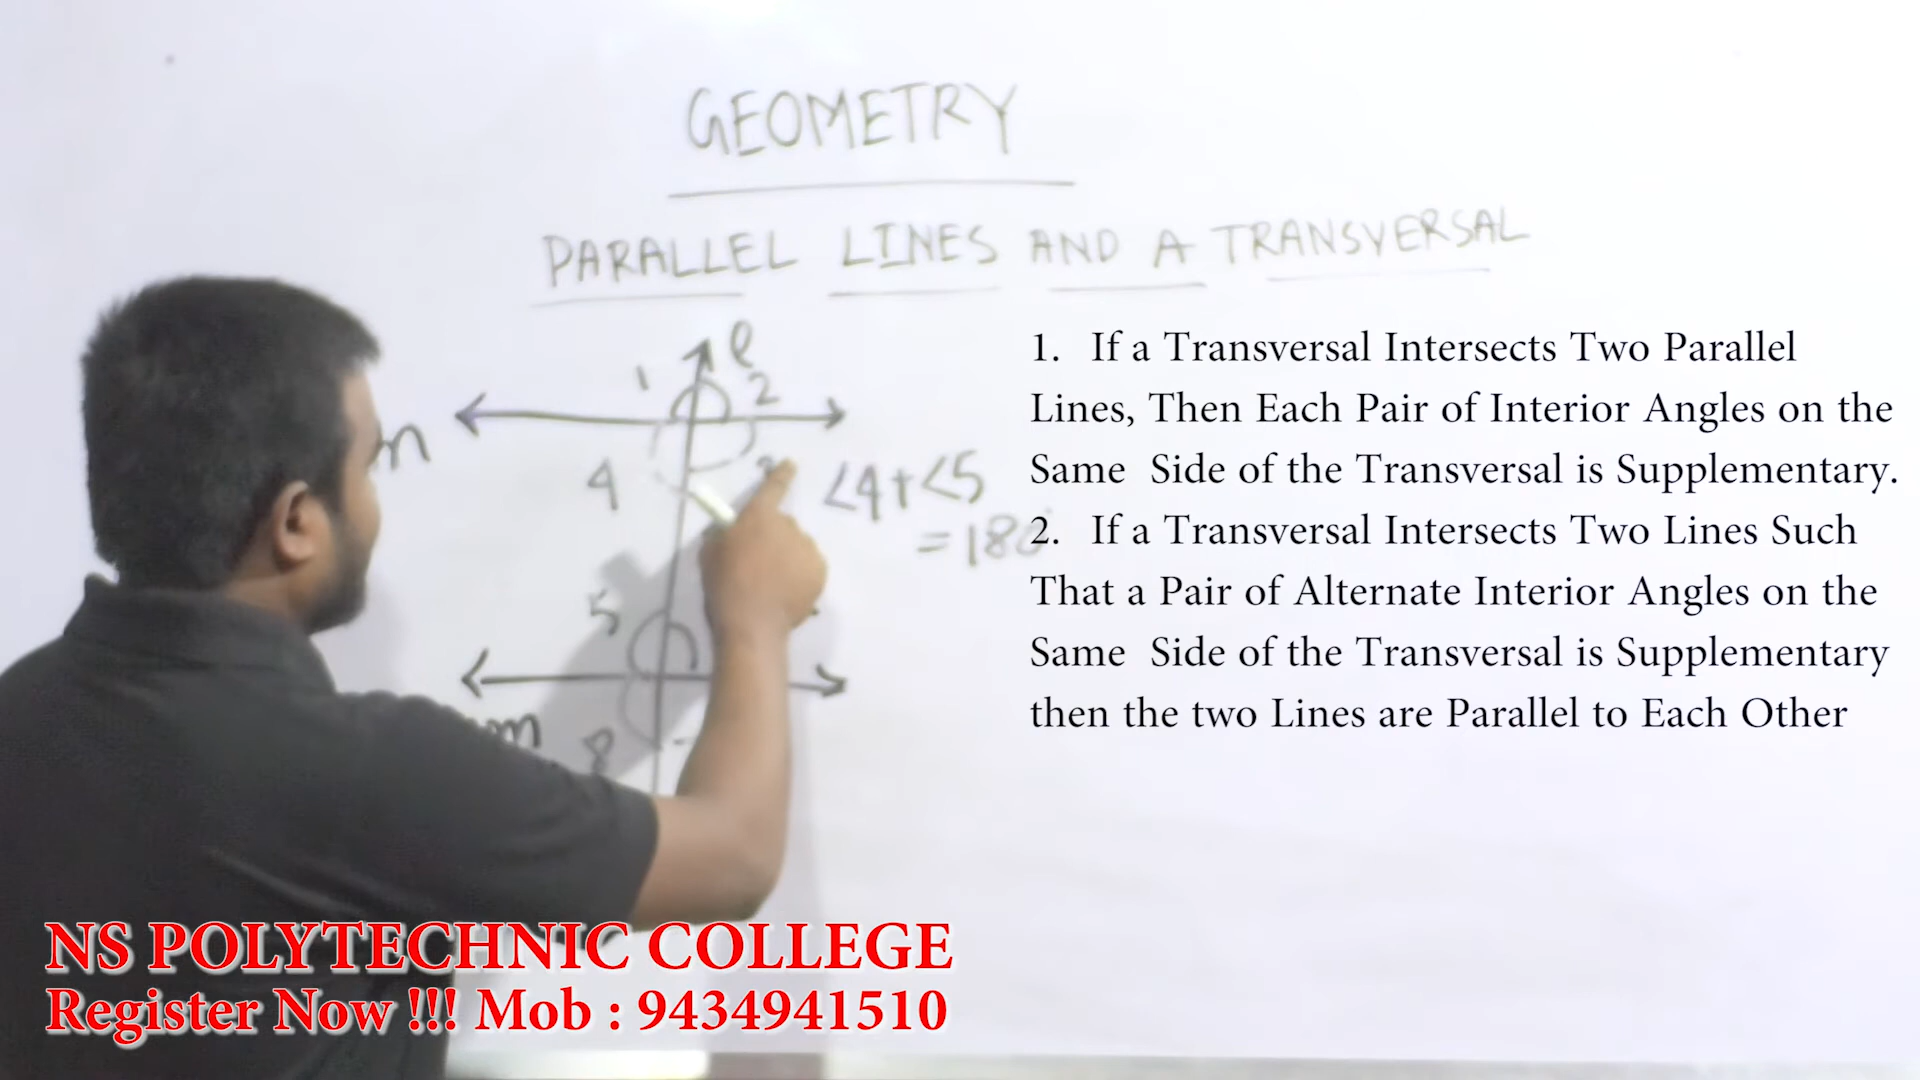 GEOMETRY
PARALLEL LINES AND A TRANSVERSAL
l
1 2
n
4 3
<4+<5
=180
5
m
8
1. If a Transversal Intersects Two Parallel
Lines, Then Each Pair of Interior Angles on the
Same Side of the Transversal is Supplementary.
2. If a Transversal Intersects Two Lines Such
That a Pair of Alternate Interior Angles on the
Same Side of the Transversal is Supplementary
then the two Lines are Parallel to Each Other
NS POLYTECHNIC COLLEGE
Register Now !!! Mob : 9434941510